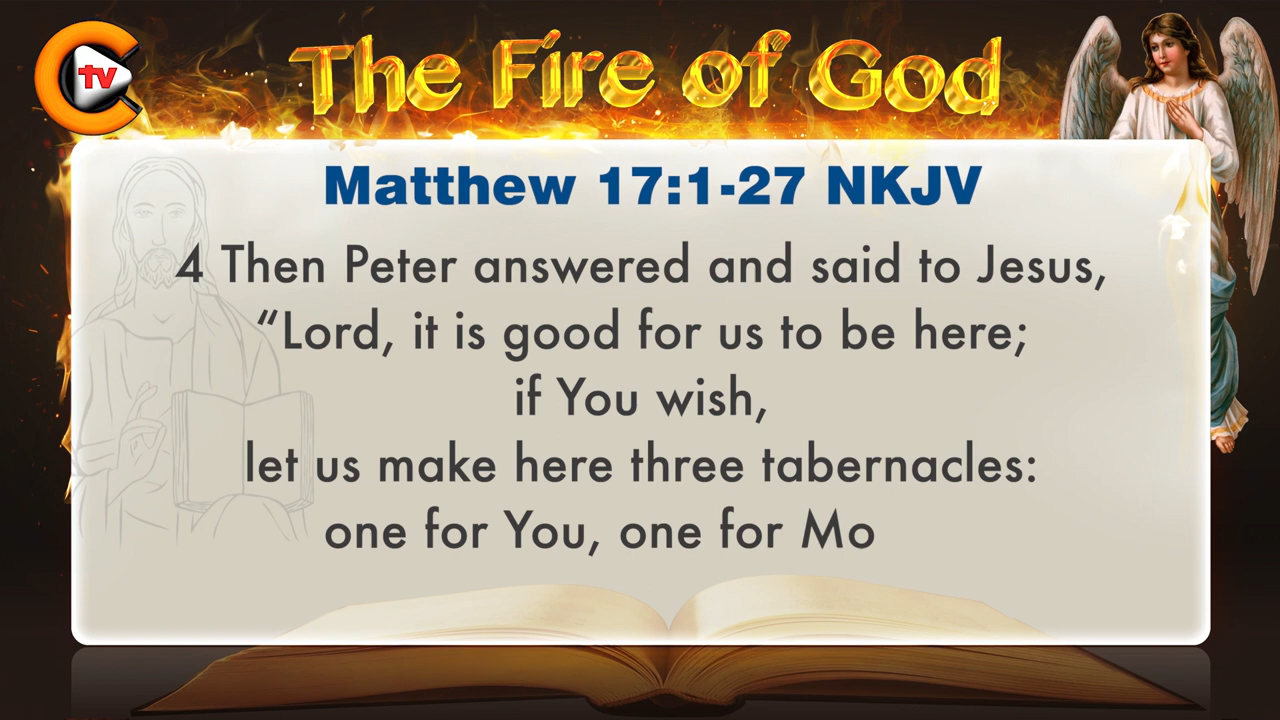 tv
The Fire of God
Matthew 17:1-27 NKJV
4 Then Peter answered and said to Jesus,
“Lord, it is good for us to be here;
if You wish,
let us make here three tabernacles:
one for You, one for Mo